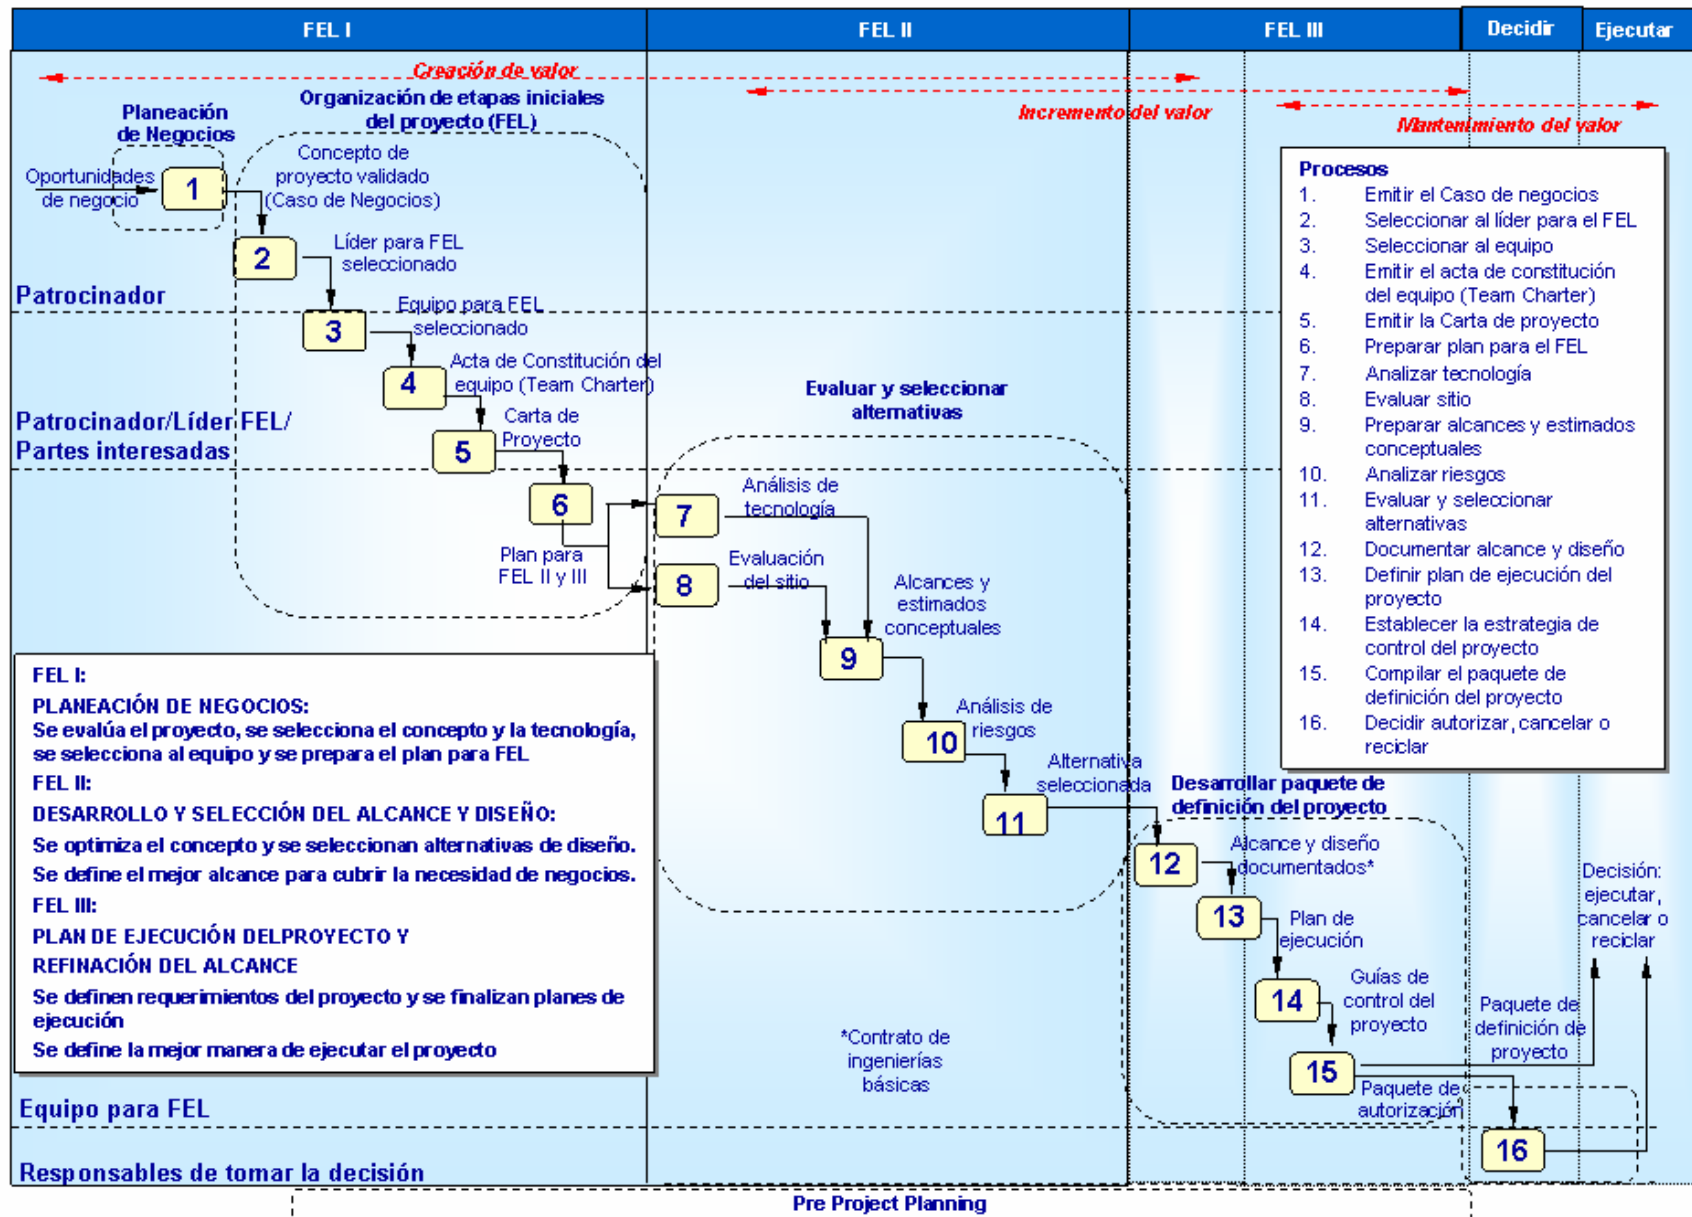 FEL I
FEL II
FEL III
Decidir
Ejecutar
Creación de valor
Incremento del valor
Mantenimiento del valor
Planeación
de Negocios
Organización de etapas iniciales
del proyecto (FEL)
Oportunidades
de negocio
1
Concepto de
proyecto validado
(Caso de Negocios)
2
Líder para FEL
seleccionado
Patrocinador
3
Equipo para FEL
seleccionado
4
Acta de Constitución del
equipo (Team Charter)
Patrocinador/Líder FEL/
Partes interesadas
5
Carta de
Proyecto
6
Plan para
FEL II y III
Evaluar y seleccionar
alternativas
7
Análisis de
tecnología
8
Evaluación
del sitio
9
Alcances y
estimados
conceptuales
10
Análisis de
riesgos
11
Alternativa
seleccionada
Desarrollar paquete de
definición del proyecto
12
Alcance y diseño
documentados*
13
Plan de
ejecución
14
Guías de
control del
proyecto
15
Paquete de
definición de
proyecto
Paquete de
autorización
16
Decisión:
ejecutar,
cancelar o
reciclar
Procesos
1. Emitir el Caso de negocios
2. Seleccionar al líder para el FEL
3. Seleccionar al equipo
4. Emitir el acta de constitución
del equipo (Team Charter)
5. Emitir la Carta de proyecto
6. Preparar plan para el FEL
7. Analizar tecnología
8. Evaluar sitio
9. Preparar alcances y estimados
conceptuales
10. Analizar riesgos
11. Evaluar y seleccionar
alternativas
12. Documentar alcance y diseño
13. Definir plan de ejecución del
proyecto
14. Establecer la estrategia de
control del proyecto
15. Compilar el paquete de
definición del proyecto
16. Decidir autorizar, cancelar o
reciclar
FEL I:
PLANEACIÓN DE NEGOCIOS:
Se evalúa el proyecto, se selecciona el concepto y la tecnología,
se selecciona al equipo y se prepara el plan para FEL
FEL II:
DESARROLLO Y SELECCIÓN DEL ALCANCE Y DISEÑO:
Se optimiza el concepto y se seleccionan alternativas de diseño.
Se define el mejor alcance para cubrir la necesidad de negocios.
FEL III:
PLAN DE EJECUCIÓN DELPROYECTO Y
REFINACIÓN DEL ALCANCE
Se definen requerimientos del proyecto y se finalizan planes de
ejecución
Se define la mejor manera de ejecutar el proyecto
*Contrato de
ingenierías
básicas
Equipo para FEL
Responsables de tomar la decisión
Pre Project Planning